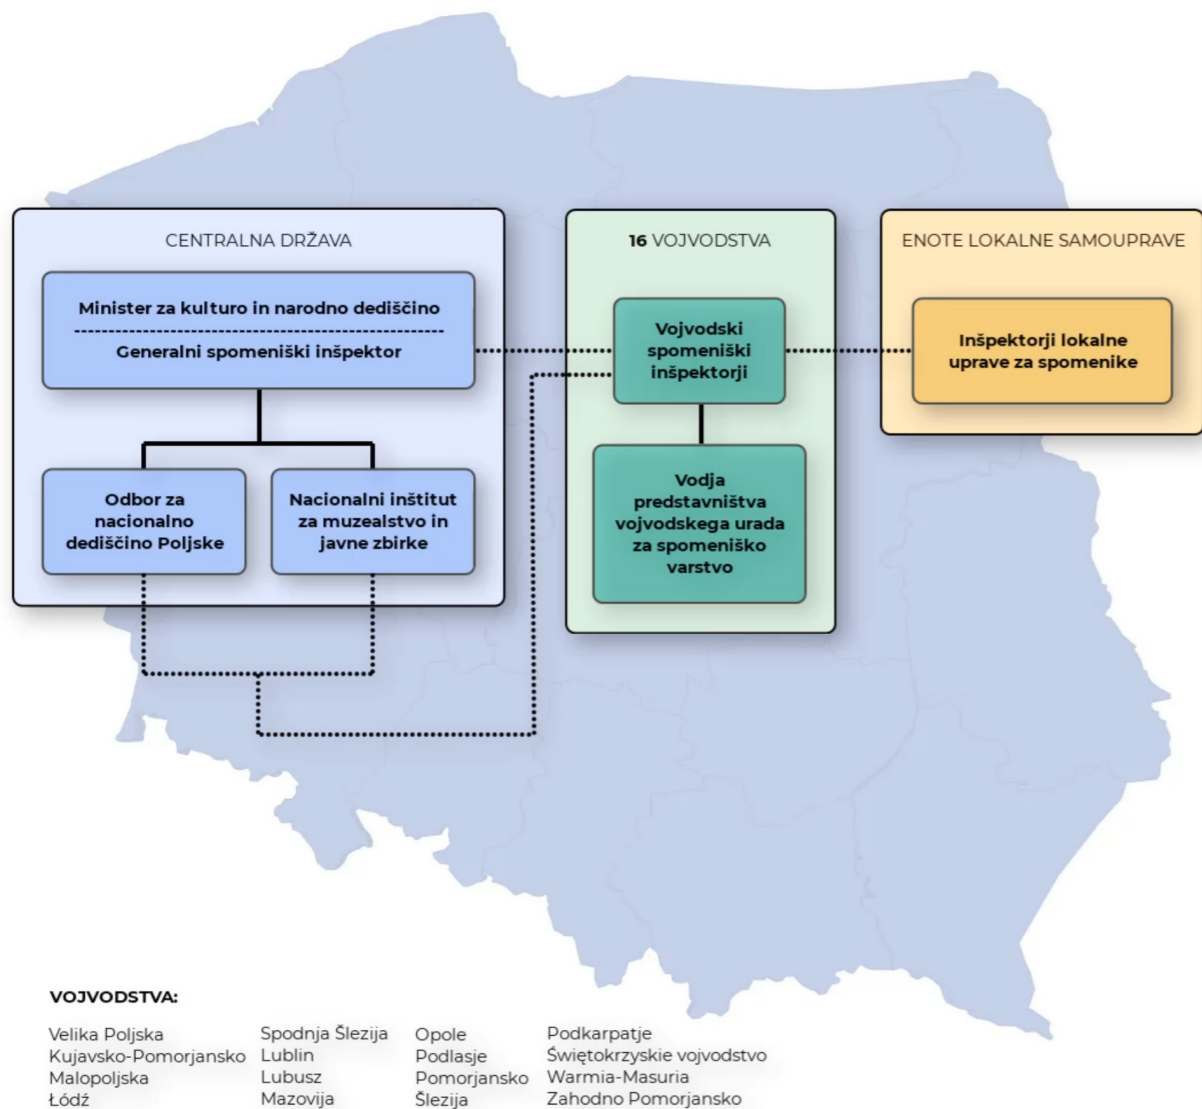 CENTRALNA DRŽAVA
Minister za kulturo in narodno dediščino
Generalni spomeniški inšpektor
Odbor za
nacionalno
dediščino Poljske
Nacionalni inštitut
za muzealstvo in
javne zbirke
16 VOJVODSTVA
Vojvodski
spomeniški
inšpektorji
Vodja
predstavništva
vojvodskega urada
za spomeniško
varstvo
ENOTE LOKALNE SAMOUPRAVE
Inšpektorji lokalne
uprave za spomenike
VOJVODSTVA:
Velika Poljska
Kujavsko-Pomorjansko
Malopoljska
Łódź
Spodnja Šlezija
Lublin
Lubusz
Mazovija
Opole
Podlasje
Pomorjansko
Šlezija
Podkarpatje
Świętokrzyskie vojvodstvo
Warmia-Masuria
Zahodno Pomorjansko